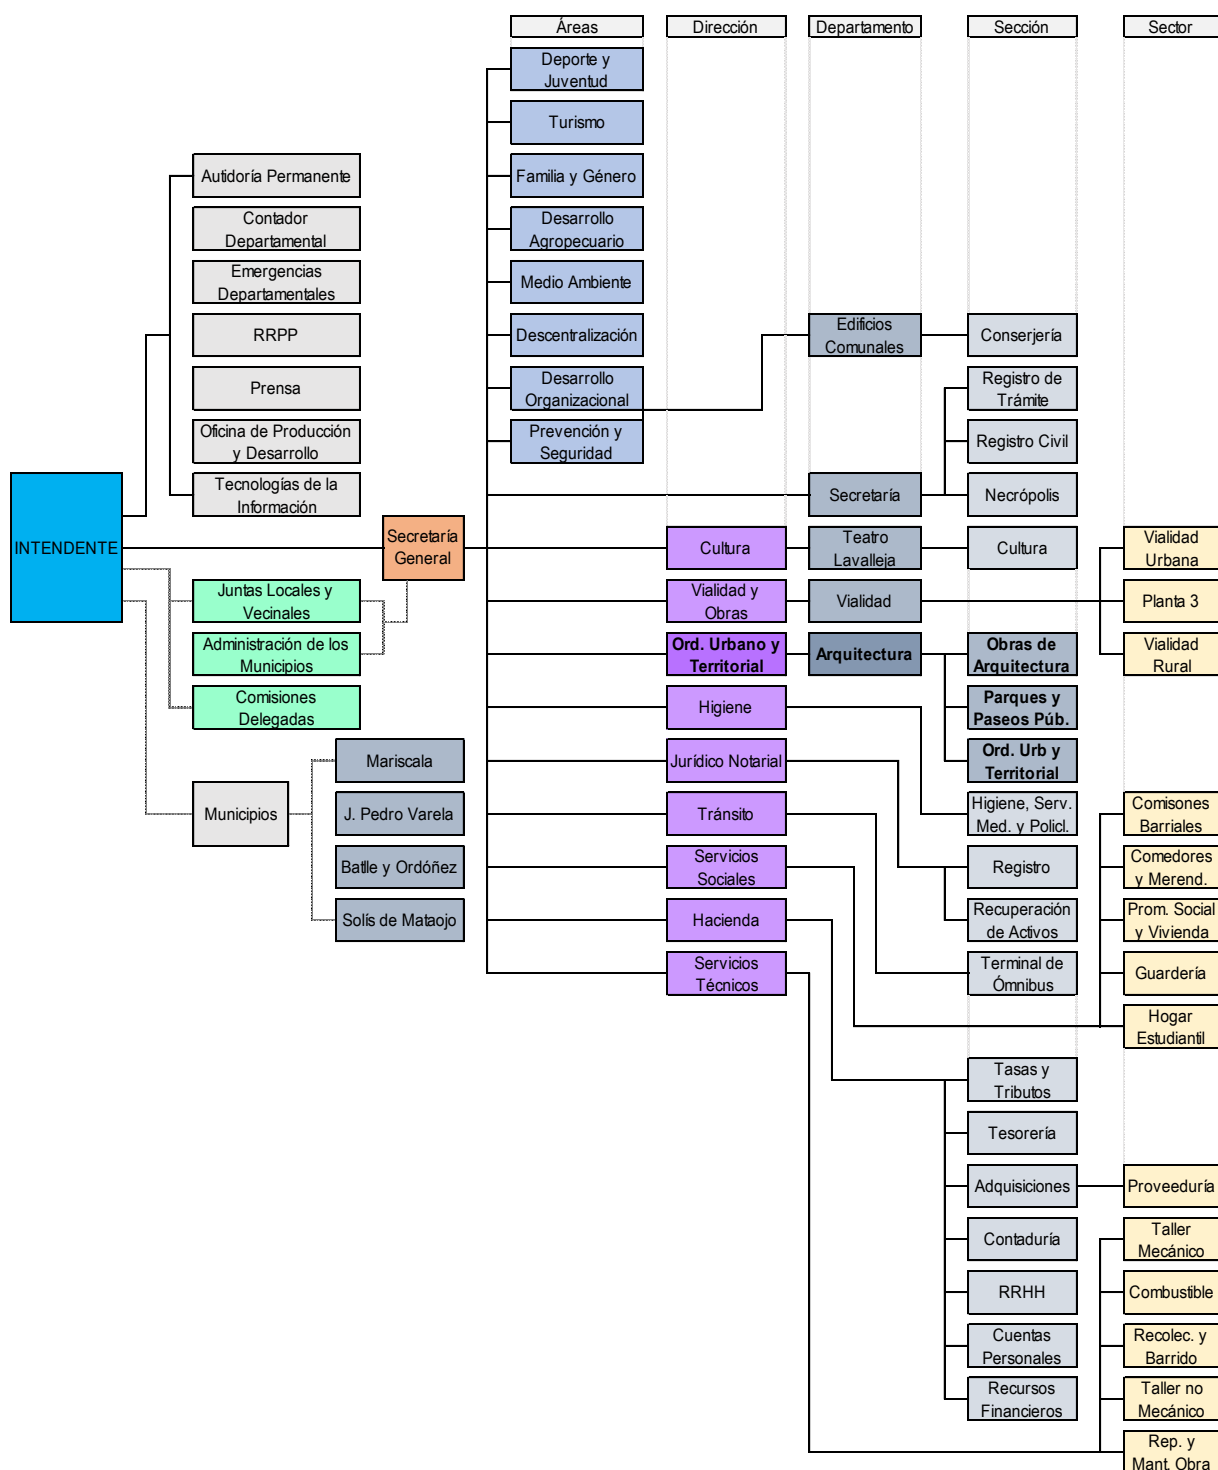 Áreas
Dirección
Departamento
Sección
Sector
Deporte y
Juventud
Turismo
Familia y Género
Desarrollo
Agropecuario
Medio Ambiente
Descentralización
Desarrollo
Organizacional
Prevención y
Seguridad
Autidoría Permanente
Contador
Departamental
Emergencias
Departamentales
RRPP
Prensa
Oficina de Producción
y Desarrollo
Tecnologías de la
Información
INTENDENTE
Secretaría
General
Juntas Locales y
Vecinales
Administración de los
Municipios
Comisiones
Delegadas
Municipios
Mariscala
J. Pedro Varela
Batlle y Ordóñez
Solís de Mataojo
Cultura
Vialidad y
Obras
Ord. Urbano y
Territorial
Higiene
Jurídico Notarial
Tránsito
Servicios
Sociales
Hacienda
Servicios
Técnicos
Edificios
Comunales
Secretaría
Teatro
Lavalleja
Vialidad
Arquitectura
Conserjería
Registro de
Trámite
Registro Civil
Necrópolis
Cultura
Obras de
Arquitectura
Parques y
Paseos Púb.
Ord. Urb y
Territorial
Higiene, Serv.
Med. y Policl.
Registro
Recuperación
de Activos
Terminal de
Ómnibus
Tasas y
Tributos
Tesorería
Adquisiciones
Contaduría
RRHH
Cuentas
Personales
Recursos
Financieros
Vialidad
Urbana
Planta 3
Vialidad
Rural
Comisones
Barriales
Comedores
y Merend.
Prom. Social
y Vivienda
Guardería
Hogar
Estudiantil
Proveeduría
Taller
Mecánico
Combustible
Recolec. y
Barrido
Taller no
Mecánico
Rep. y
Mant. Obra